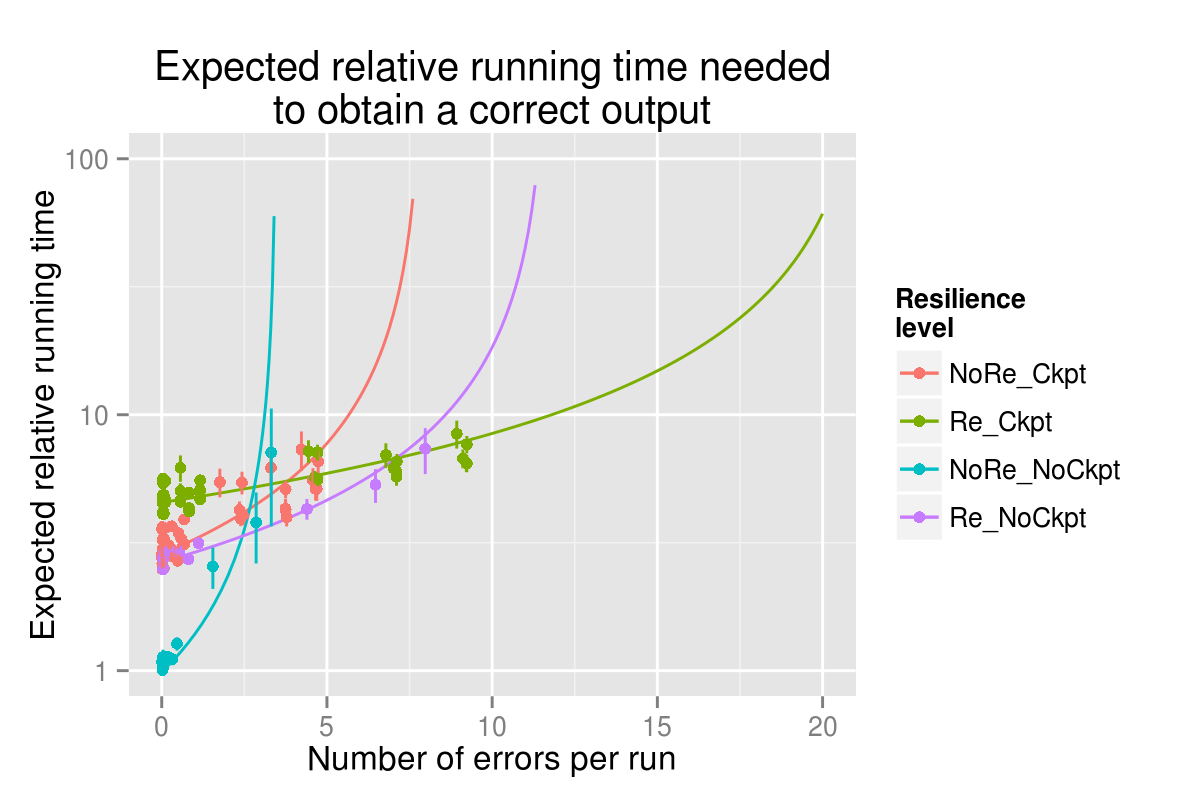 Expected relative running time needed
to obtain a correct output
Expected relative running time
100
10
1
0 5 10 15 20
Number of errors per run
Resilience
level
NoRe_Ckpt
Re_Ckpt
NoRe_NoCkpt
Re_NoCkpt